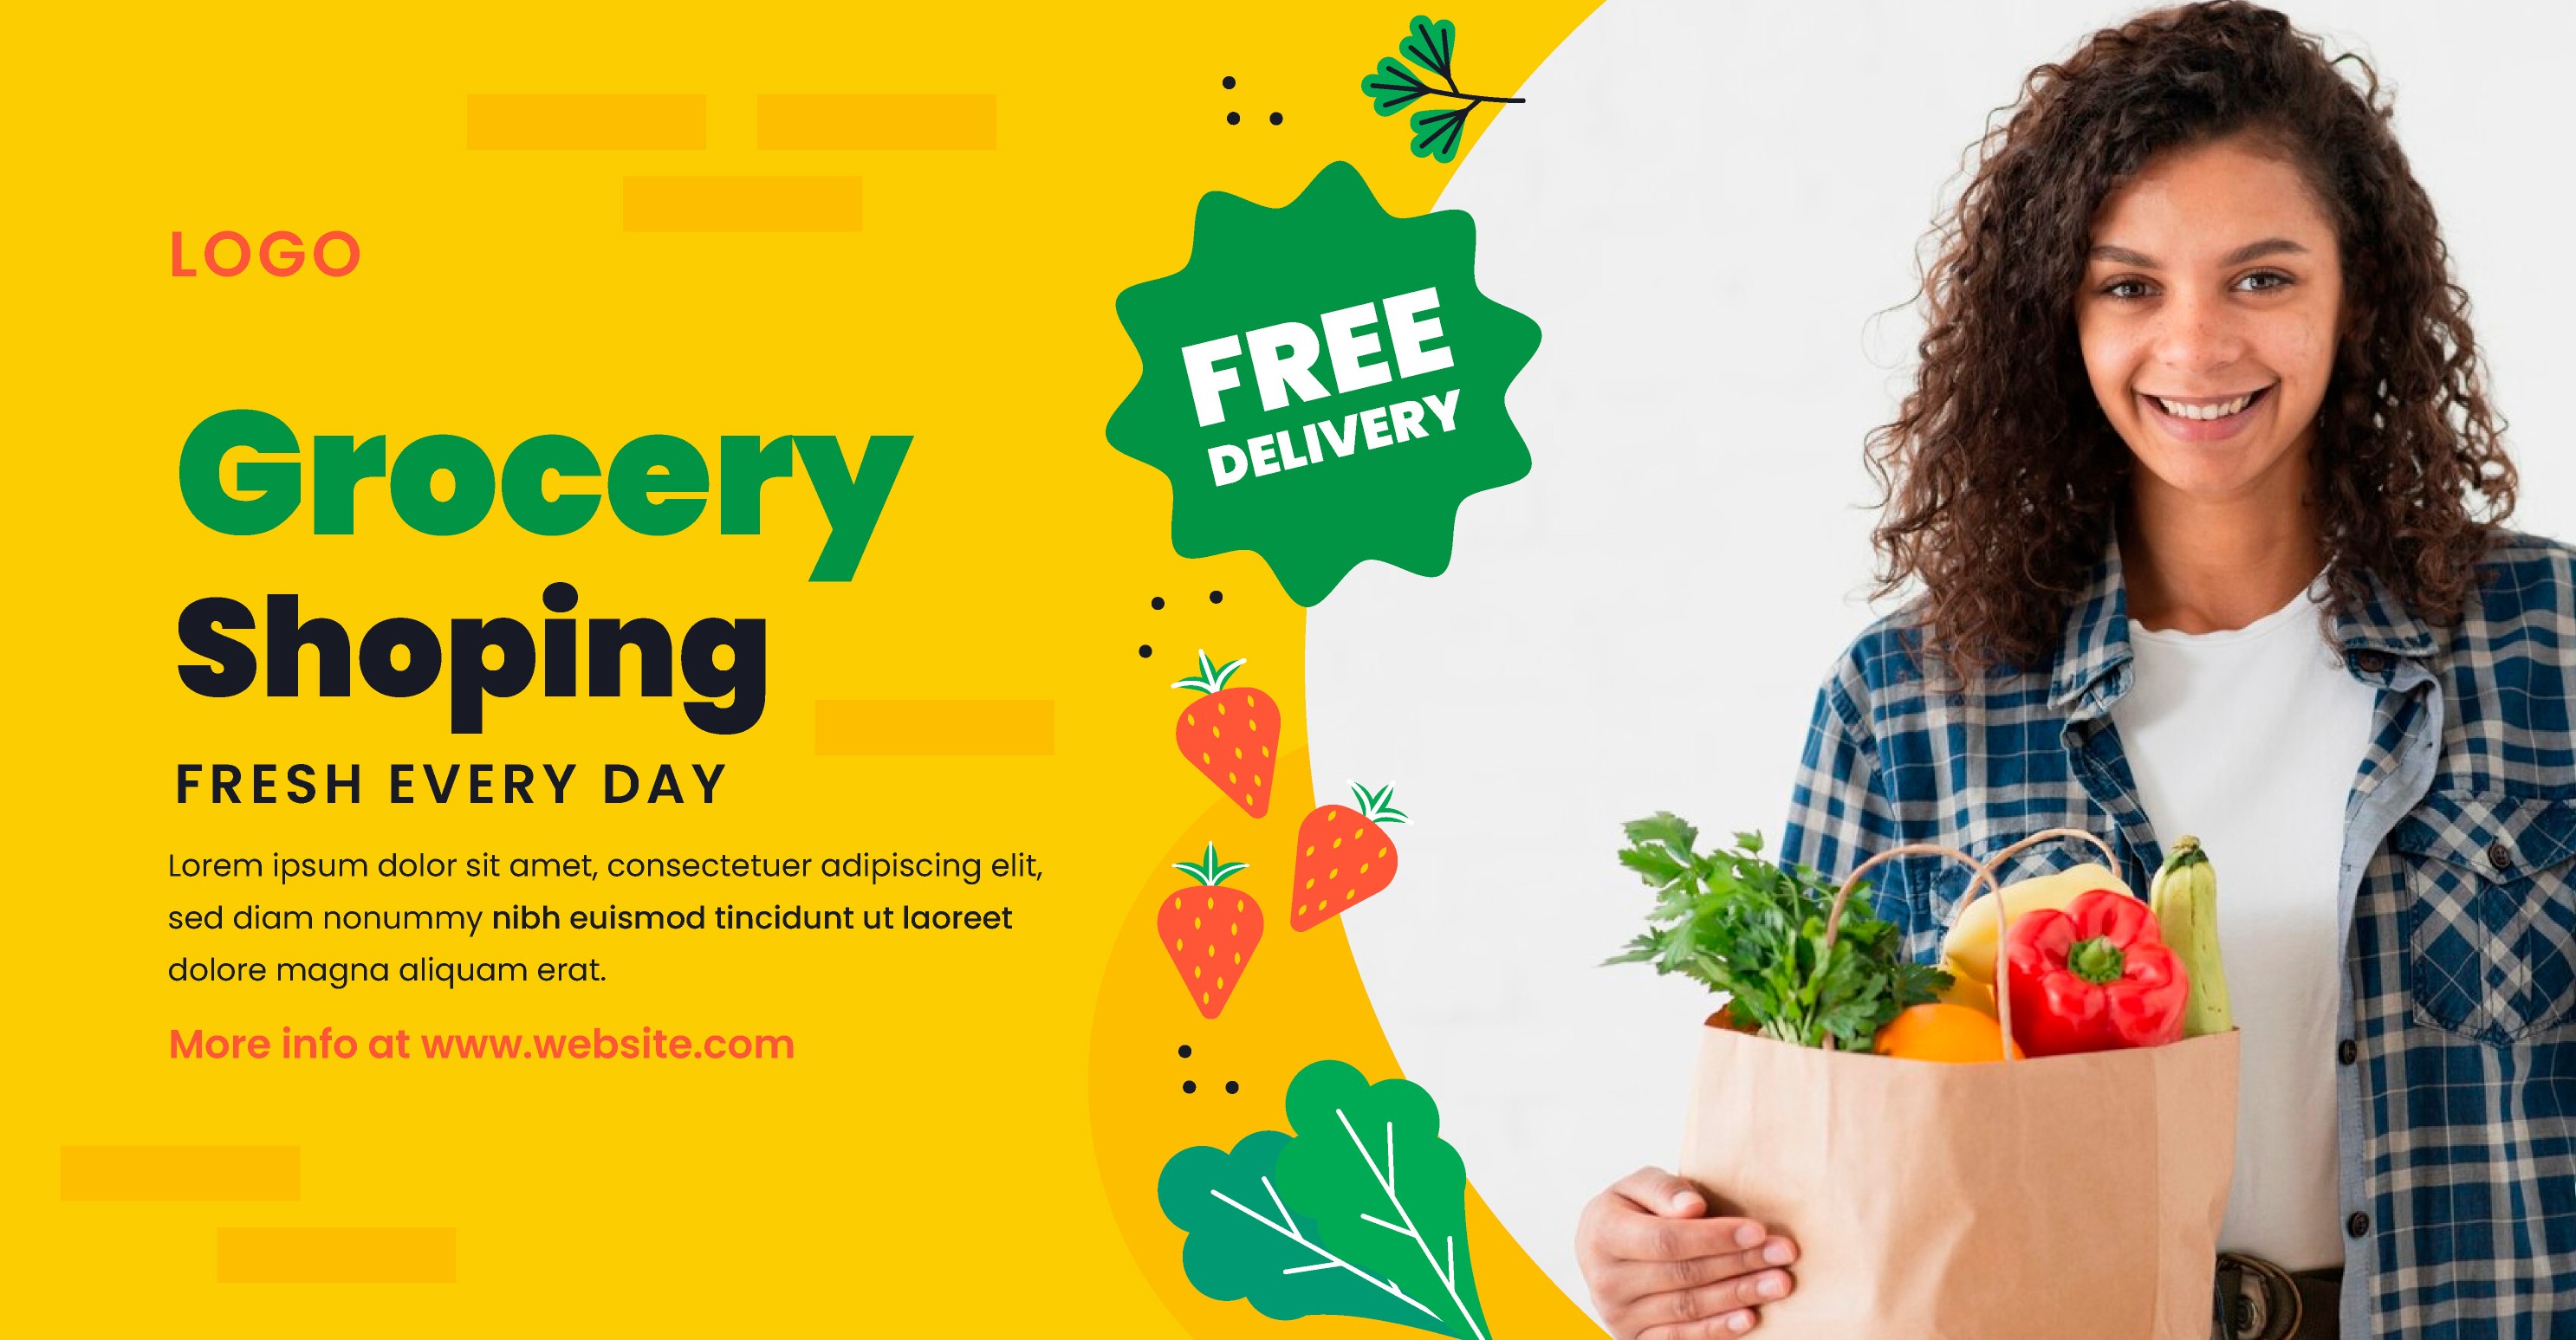 LOGO
Grocery
Shoping
FRESH EVERY DAY
Lorem ipsum dolor sit amet, consectetuer adipiscing elit,
sed diam nonummy nibh euismod tincidunt ut laoreet
dolore magna aliquam erat.
More info at www.website.com
FREE
DELIVERY